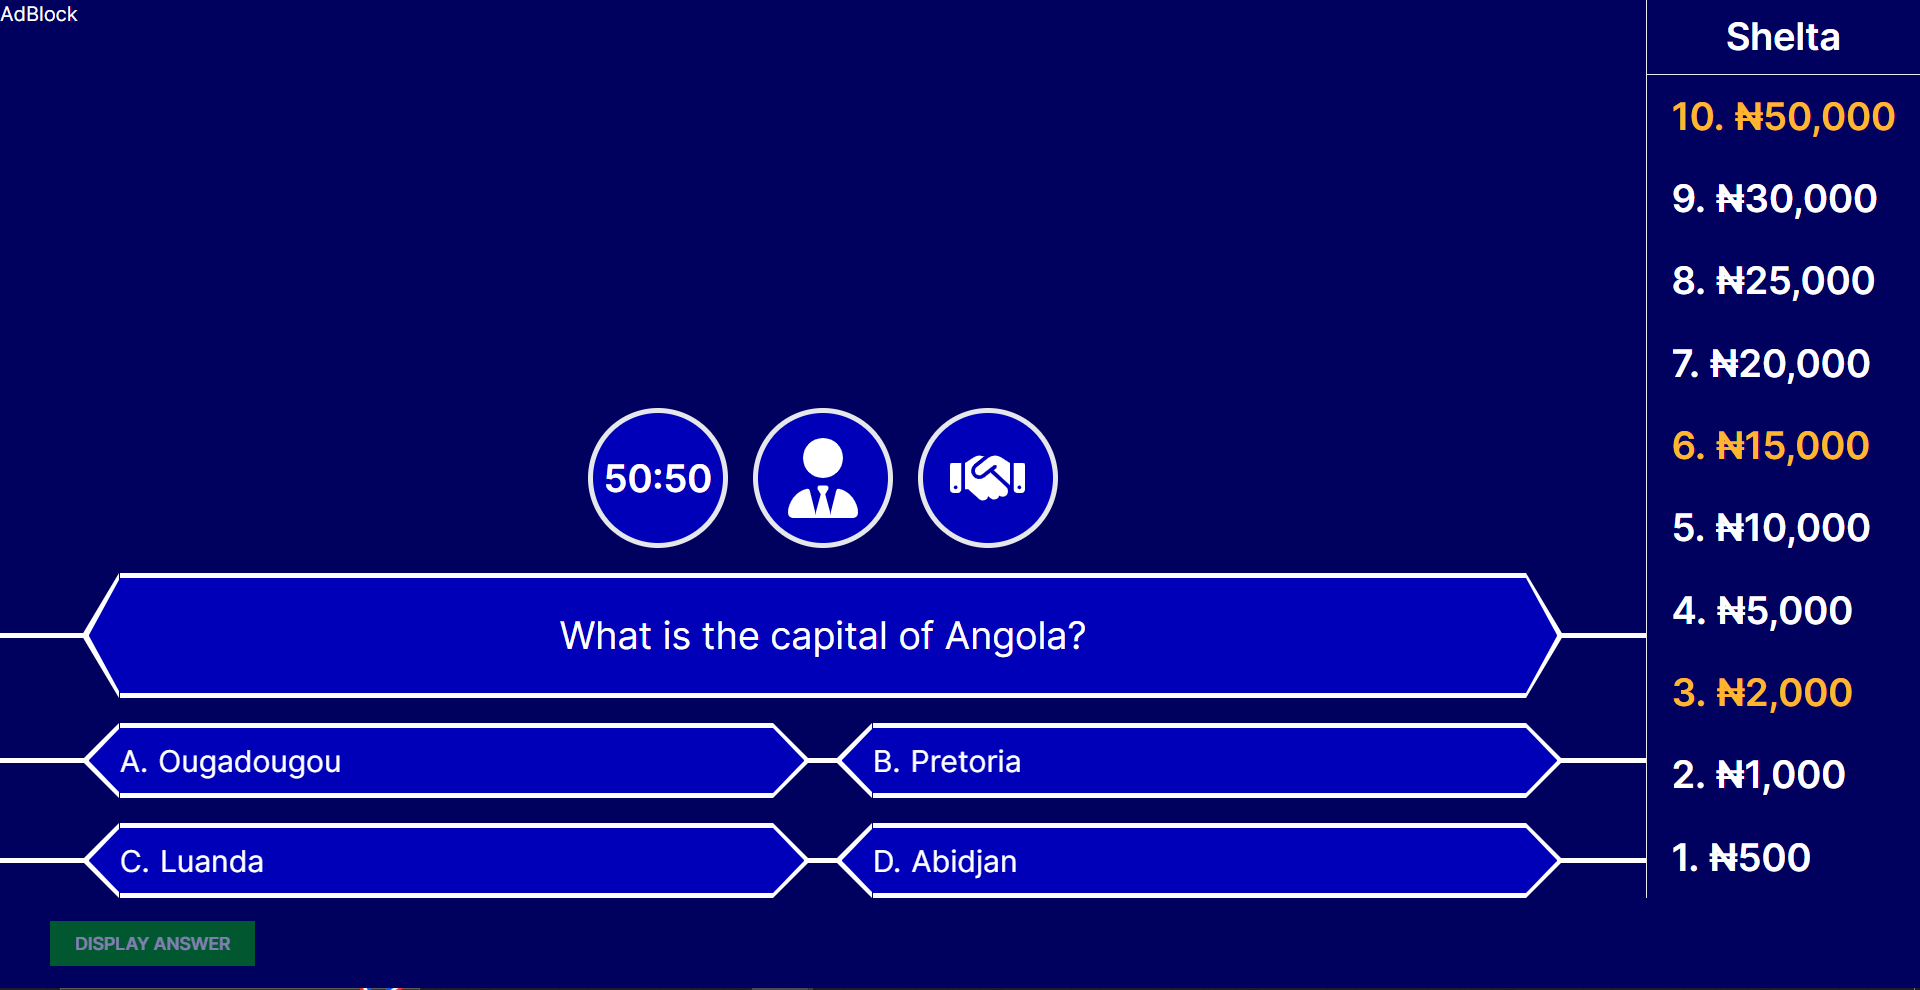 AdBlock
Shelta
10. ₦50,000
9. ₦30,000
8. ₦25,000
7. ₦20,000
6. ₦15,000
5. ₦10,000
4. ₦5,000
3. ₦2,000
2. ₦1,000
1. ₦500
50:50
What is the capital of Angola?
A. Ougadougou
B. Pretoria
C. Luanda
D. Abidjan
DISPLAY ANSWER